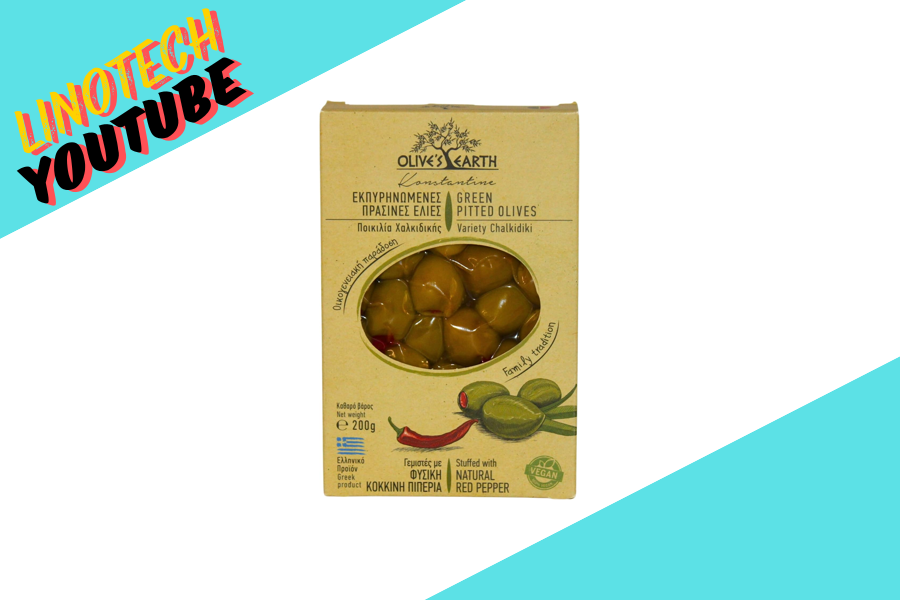 LINOTECH
YOUTUBE
OLIVE'S EARTH
Konstantine
ΕΚΠΥΡΗΝΩΜΕΝΕΣ
ΠΡΑΣΙΝΕΣ ΕΛΙΕΣ
Ποικιλία Χαλκιδικής
GREEN
PITTED OLIVES
Variety Chalkidiki
Οικογενειακή παράδοση
Family tradition
Καθαρό βάρος
Net weight
℮ 200g
Ελληνικό
Προϊόν
Greek
product
Γεμιστές με
ΦΥΣΙΚΗ
ΚΟΚΚΙΝΗ ΠΙΠΕΡΙΑ
Stuffed with
NATURAL
RED PEPPER
VEGAN